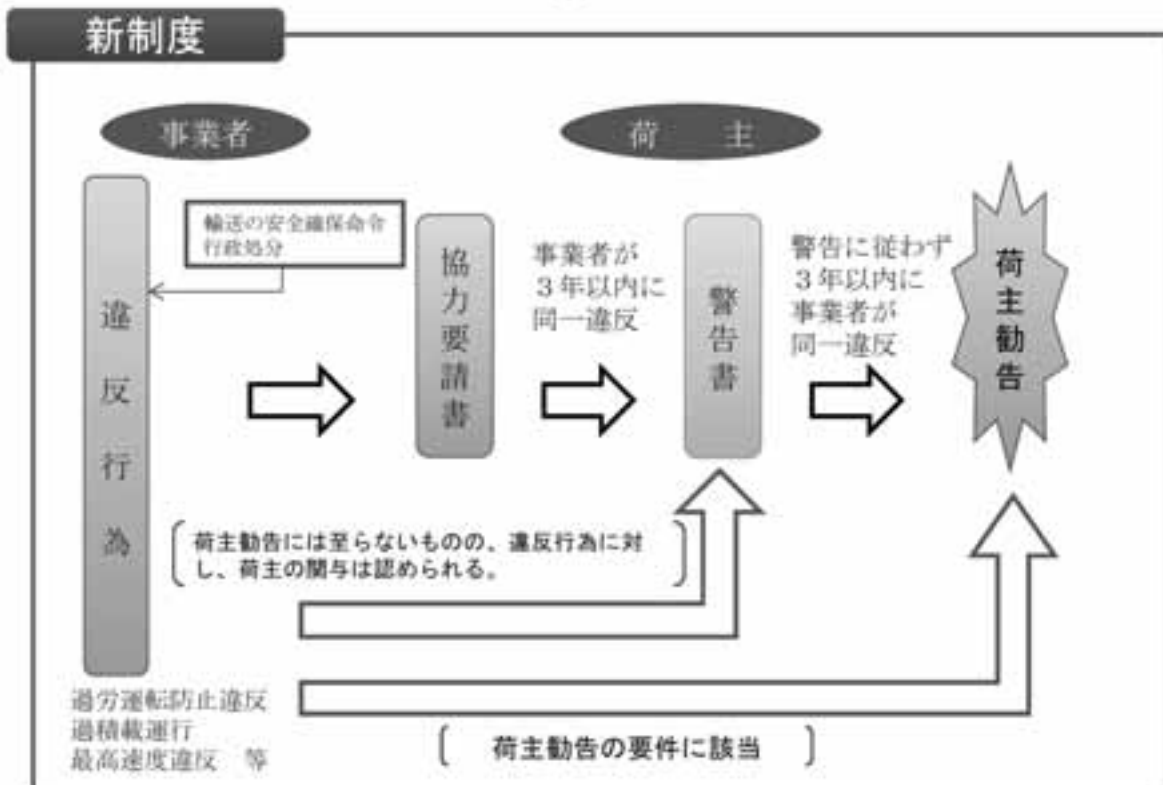 新制度
事業者
荷　主
違反行為
輸送の安全確保命令
行政処分
協力要請書
事業者が
３年以内に
同一違反
警告書
警告に従わず
３年以内に
事業者が
同一違反
荷主勧告
荷主勧告には至らないものの、違反行為に対
し、荷主の関与は認められる。
過労運転防止違反
過積載運行
最高速度違反　等
荷主勧告の要件に該当